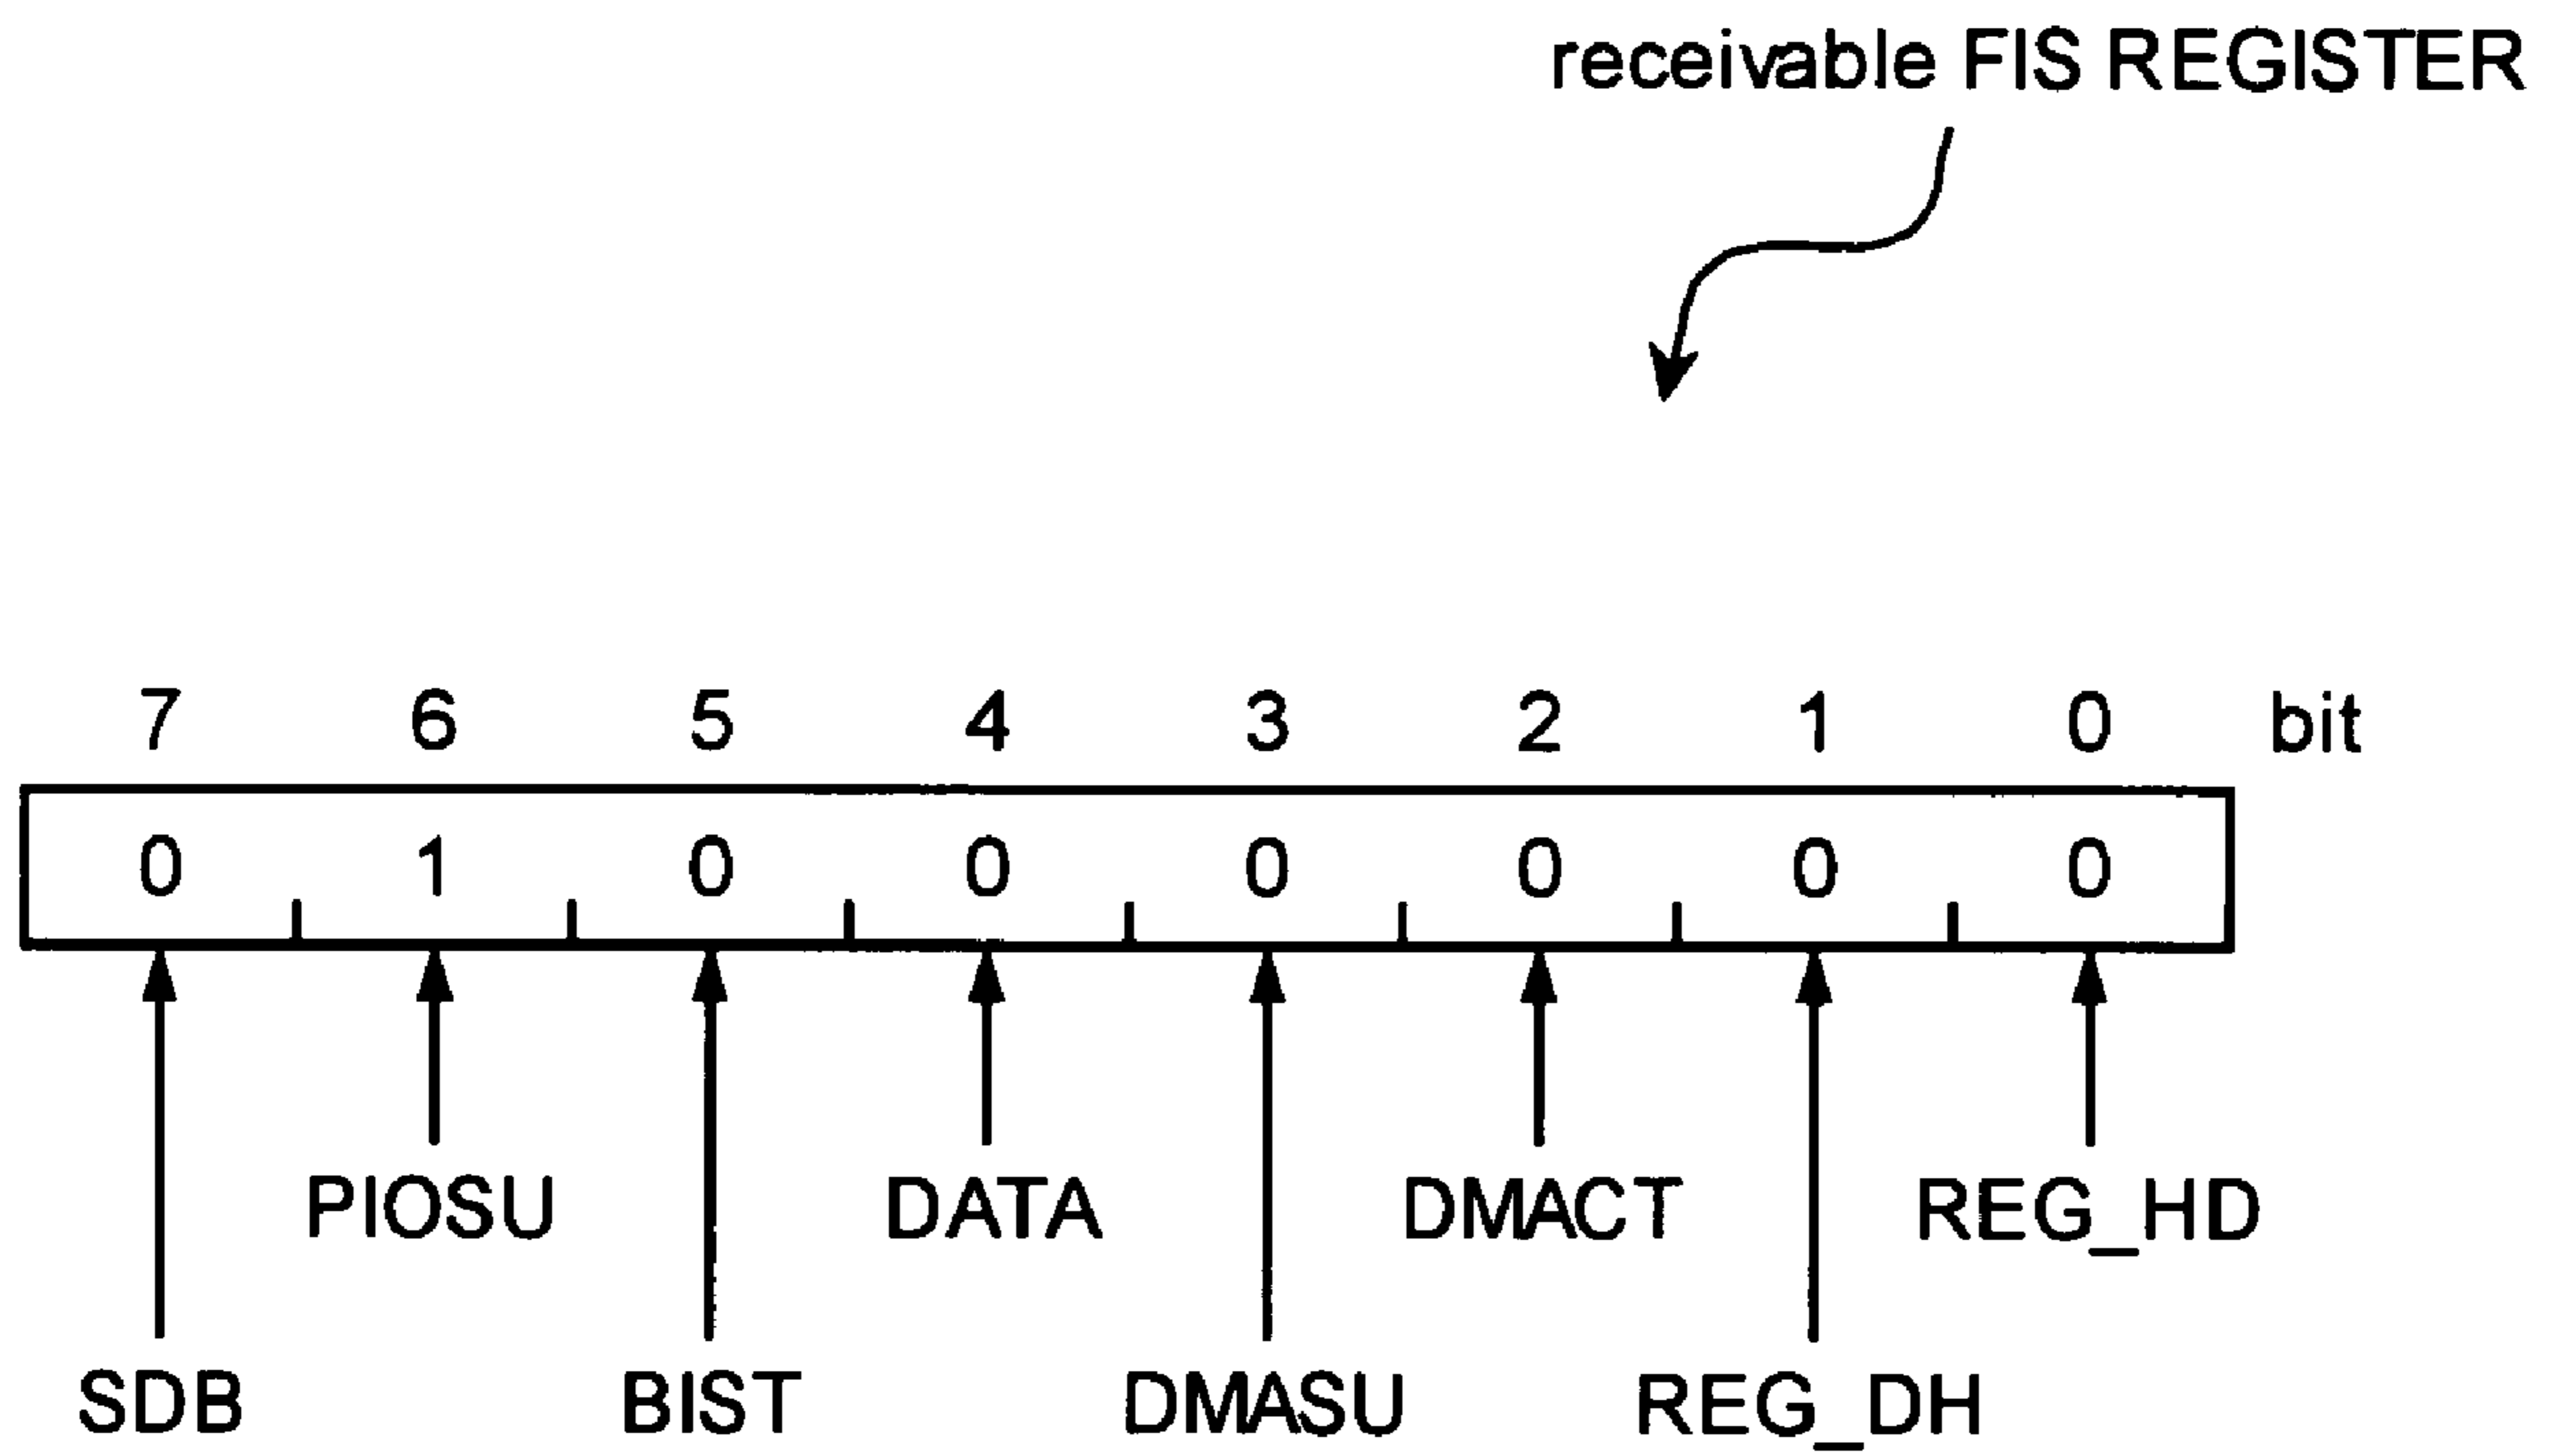 receivable FIS REGISTER
7 6 5 4 3 2 1 0 bit
0 1 0 0 0 0 0 0
PIOSU DATA DMACT REG_HD
SDB BIST DMASU REG_DH